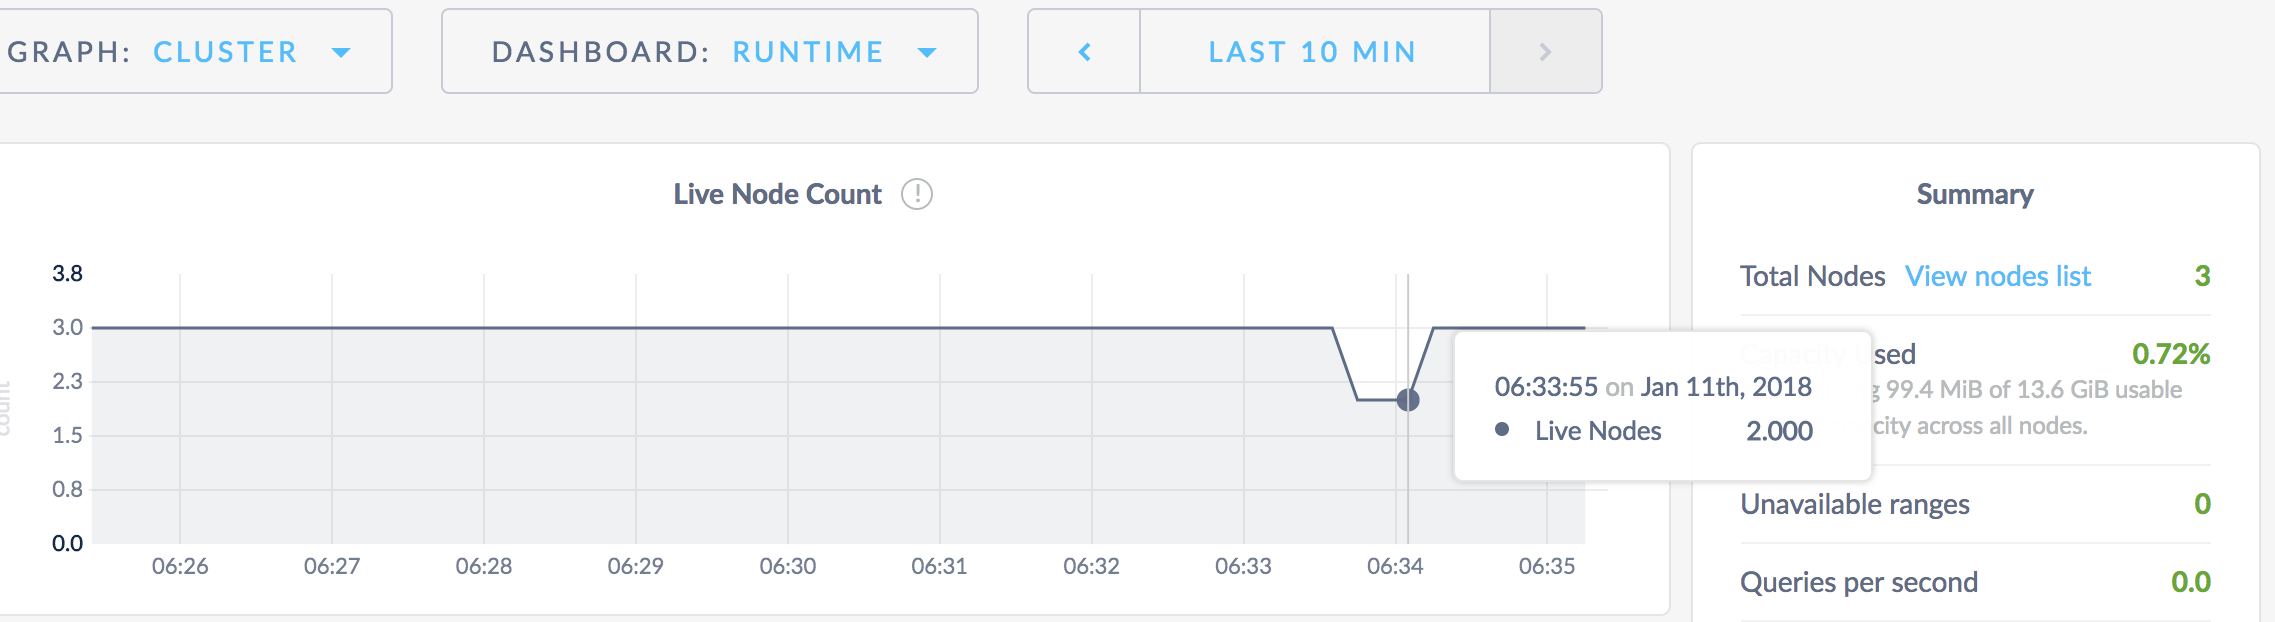 GRAPH: CLUSTER
DASHBOARD: RUNTIME
LAST 10 MIN
Live Node Count
!
3.8
3.0
2.3
1.5
0.8
0.0
count
06:26 06:27 06:28 06:29 06:30 06:31 06:32 06:33 06:34 06:35
06:33:55 on Jan 11th, 2018
Live Nodes 2.000
Summary
Total Nodes View nodes list 3
Capacity Used 0.72%
g 99.4 MiB of 13.6 GiB usable
city across all nodes.
Unavailable ranges 0
Queries per second 0.0